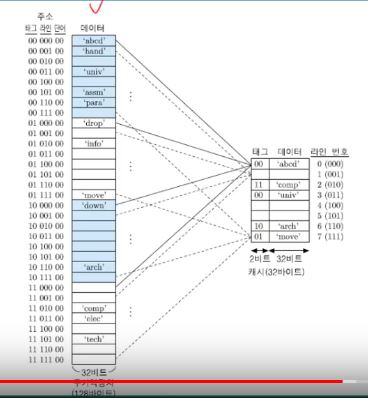 주소
태그 라인 단어 데이터
00 000 00 'abcd'
00 001 00 'hand'
00 010 00
00 011 00 'univ'
00 100 00
00 101 00 'assm'
00 110 00 'para'
00 111 00
01 000 00 'drop'
01 001 00
01 010 00 'info'
01 011 00
01 100 00
01 101 00
01 110 00
01 111 00 'move'
10 000 00 'down'
10 001 00
10 010 00
10 011 00
10 100 00
10 101 00
10 110 00 'arch'
10 111 00
11 000 00
11 001 00
11 010 00 'comp'
11 011 00 'elec'
11 100 00
11 101 00 'tech'
11 110 00
11 111 00
32비트
주기억장치
(128바이트)
태그 데이터 라인 번호
00 'abcd' 0 (000)
1 (001)
11 'comp' 2 (010)
00 'univ' 3 (011)
4 (100)
5 (101)
10 'arch' 6 (110)
01 'move' 7 (111)
2비트 32비트
캐시(32바이트)